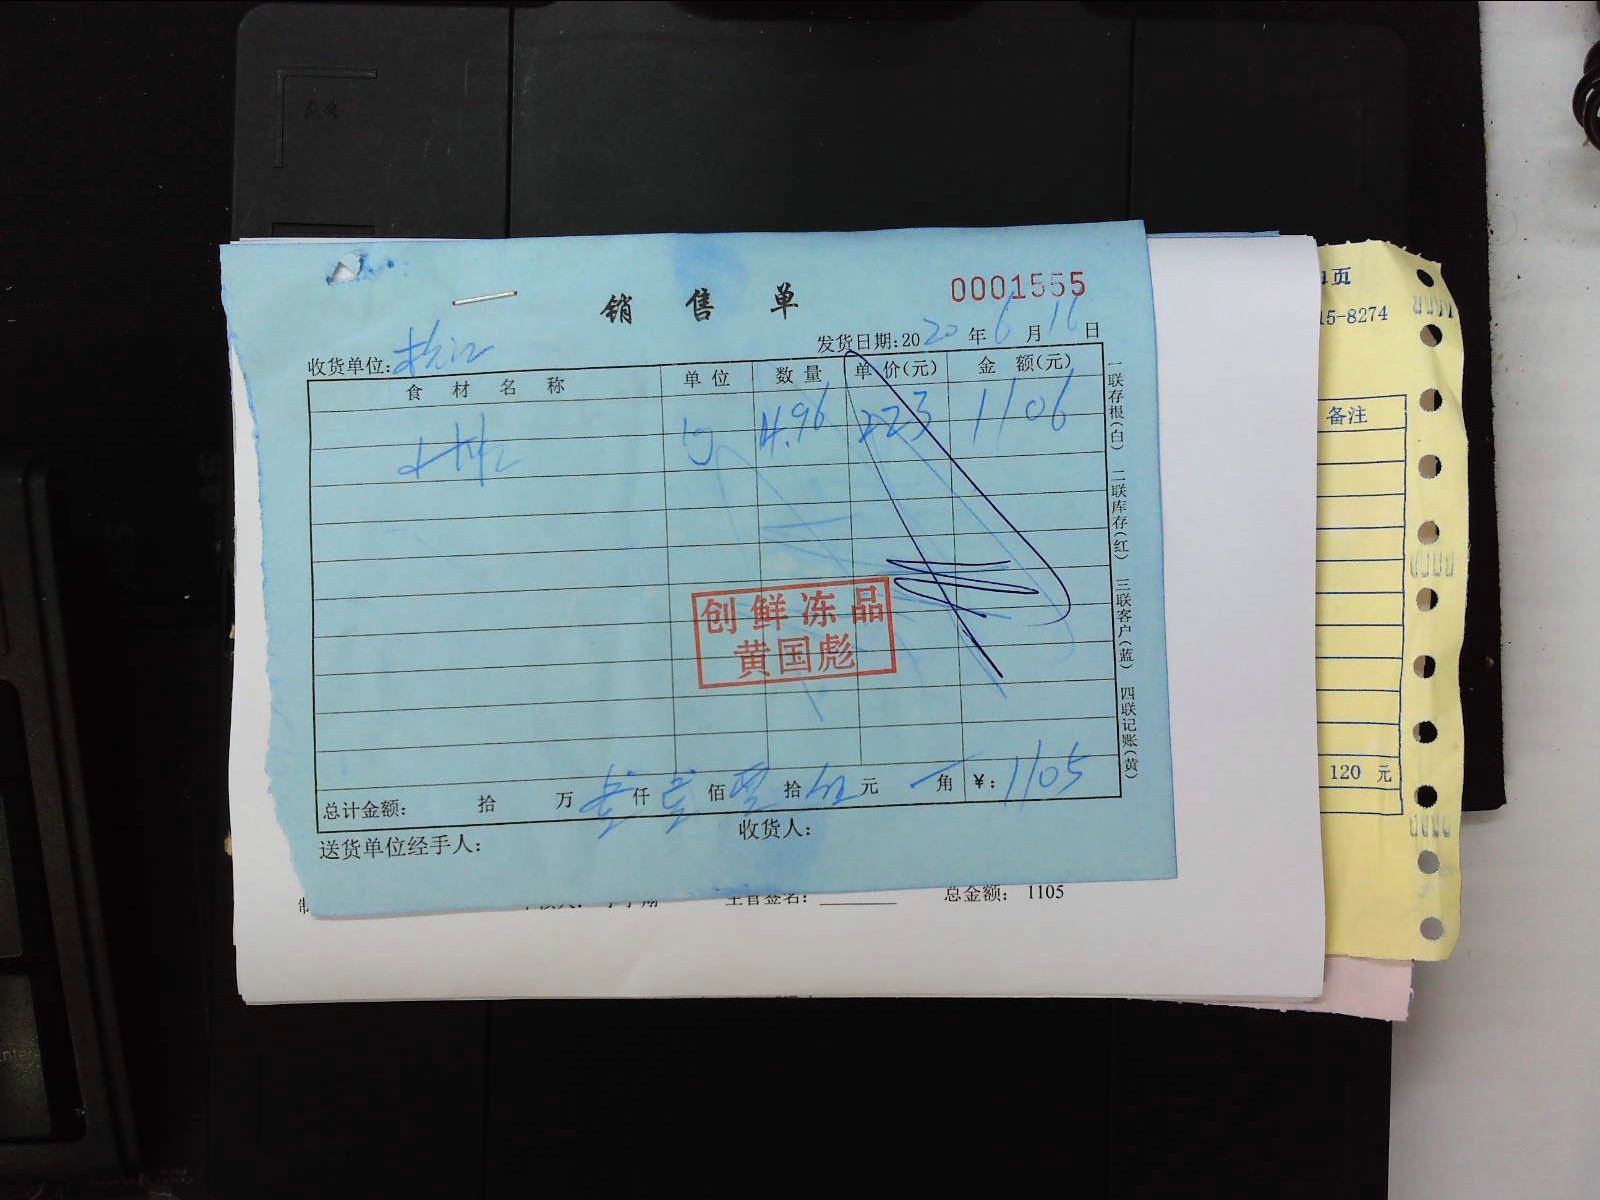 销售单
0001555
收货单位:
发货日期:2020年6月16日
食材名称 单位 数量 单价(元) 金额(元)
4.96 223 1106
创鲜冻品
黄国彪
总计金额: 拾 万 壹仟 壹佰 零拾 伍元 一角 ¥: 1105
送货单位经手人: 收货人:
一联存根(白) 二联库存(红) 三联客户(蓝) 四联记账(黄)
总金额: 1105
页
15-8274
备注
120 元